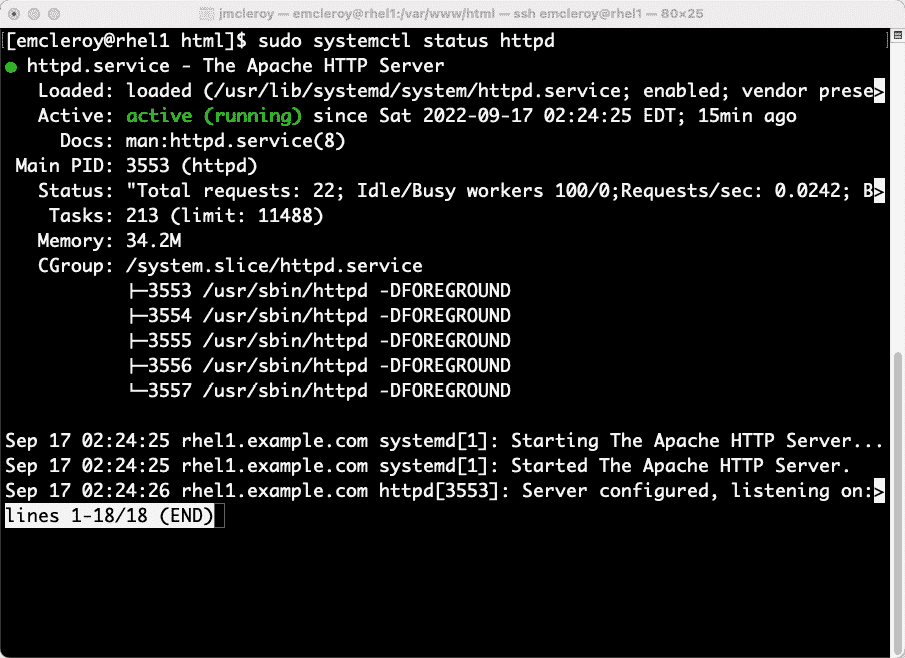 jmcleroy — emcleroy@rhel1:/var/www/html — ssh emcleroy@rhel1 — 80×25
[emcleroy@rhel1 html]$ sudo systemctl status httpd
● httpd.service - The Apache HTTP Server
   Loaded: loaded (/usr/lib/systemd/system/httpd.service; enabled; vendor prese>
   Active: active (running) since Sat 2022-09-17 02:24:25 EDT; 15min ago
     Docs: man:httpd.service(8)
 Main PID: 3553 (httpd)
   Status: "Total requests: 22; Idle/Busy workers 100/0;Requests/sec: 0.0242; B>
    Tasks: 213 (limit: 11488)
   Memory: 34.2M
   CGroup: /system.slice/httpd.service
           ├─3553 /usr/sbin/httpd -DFOREGROUND
           ├─3554 /usr/sbin/httpd -DFOREGROUND
           ├─3555 /usr/sbin/httpd -DFOREGROUND
           ├─3556 /usr/sbin/httpd -DFOREGROUND
           └─3557 /usr/sbin/httpd -DFOREGROUND
Sep 17 02:24:25 rhel1.example.com systemd[1]: Starting The Apache HTTP Server...
Sep 17 02:24:25 rhel1.example.com systemd[1]: Started The Apache HTTP Server.
Sep 17 02:24:26 rhel1.example.com httpd[3553]: Server configured, listening on:>
lines 1-18/18 (END)